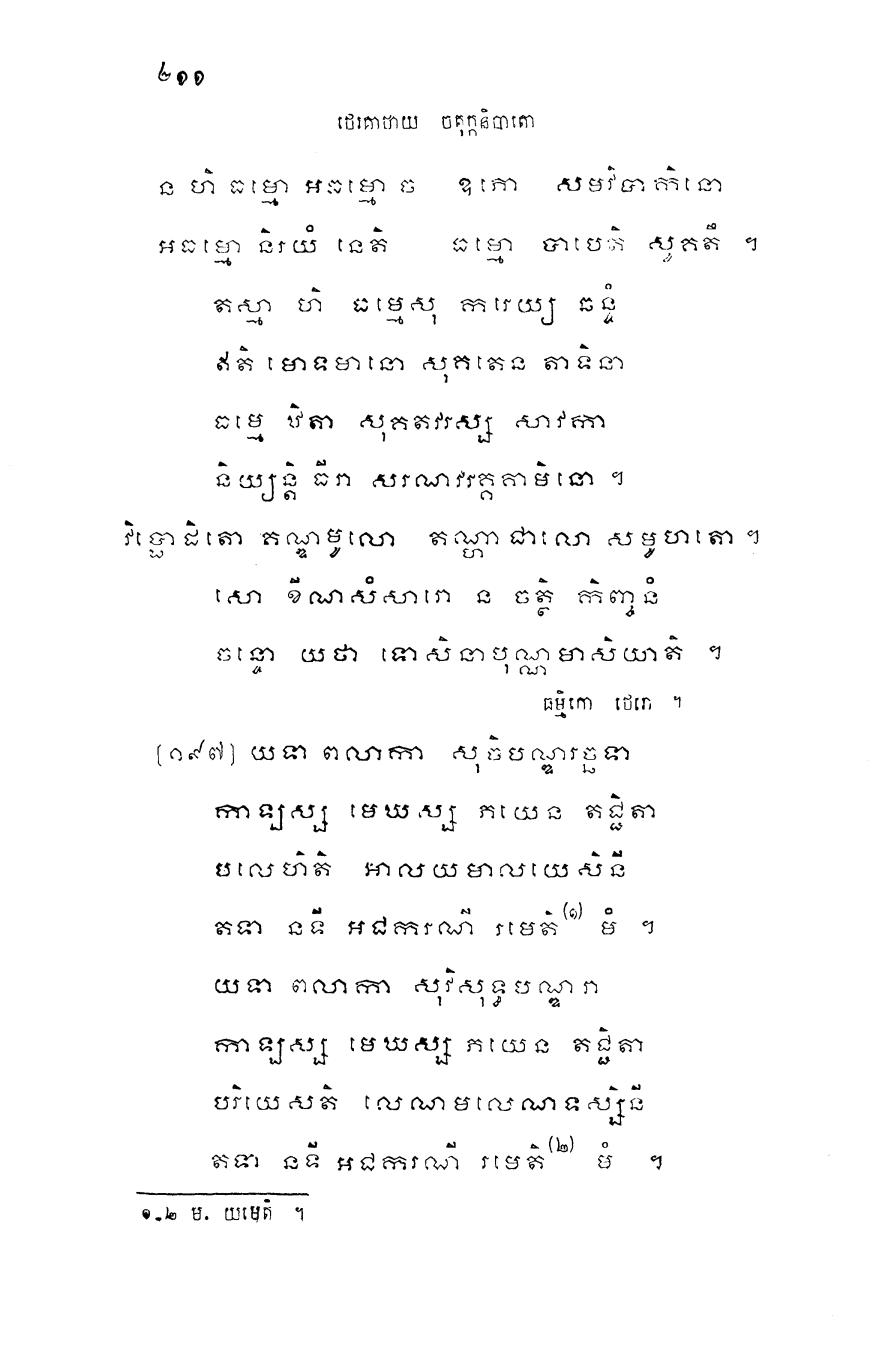 ២០១
ថេរគាថាយ ចតុក្កនិបាតោ
ន ហិ ធម្មោ អធម្មោ ច ឧភោ សមវិបាកិនោ
អធម្មោ និរយំ នេតិ ធម្មោ បាបេតិ សុគតឹ ។
តស្មា ហិ ធម្មេសុ ករេយ្យ ឆន្ទំ
ឥតិ មោទមានោ សុគតេន តាទិនា
ធម្មេ ឋិតា សុគតវរស្ស សាវកា
និយ្យន្តិ ធីរា សរណវរគ្គគាមិនោ ។
វិប្ផោដិតោ គណ្ឌមូលោ តណ្ហាជាលោ សមូហតោ ។
សោ ខីណសំសារោ ន ចត្ថិ កិញ្ចនំ
ចន្ទោ យថា ទោសិនាបុណ្ណមាសិយាតិ ។
ធម្មិកោ ថេរោ ។
[១៩៧] យទា ពលាកា សុចិបណ្ឌរច្ឆទា
កាឡស្ស មេឃស្ស ភយេន តជ្ជិតា
បលេហិតិ អាលយមាលយេសិនី
តទា នទី អជករណី រមេតិ(១) មំ ។
យទា ពលាកា សុវិសុទ្ធបណ្ឌរា
កាឡស្ស មេឃស្ស ភយេន តជ្ជិតា
បរិយេសតិ លេណាមលេណទស្សិនី
តទា នទី អជករណី រមេតិ(២) មំ ។
១.២ ម. យមេតិ ។